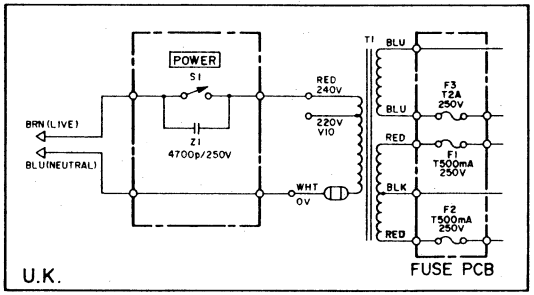 POWER
S1
Z1
4700p/250V
BRN(LIVE)
BLU(NEUTRAL)
RED
240V
220V
VIO
WHT
0V
T1
BLU
BLU
RED
BLK
RED
F3
T2A
250V
F1
T500mA
250V
F2
T500mA
250V
U.K.
FUSE PCB